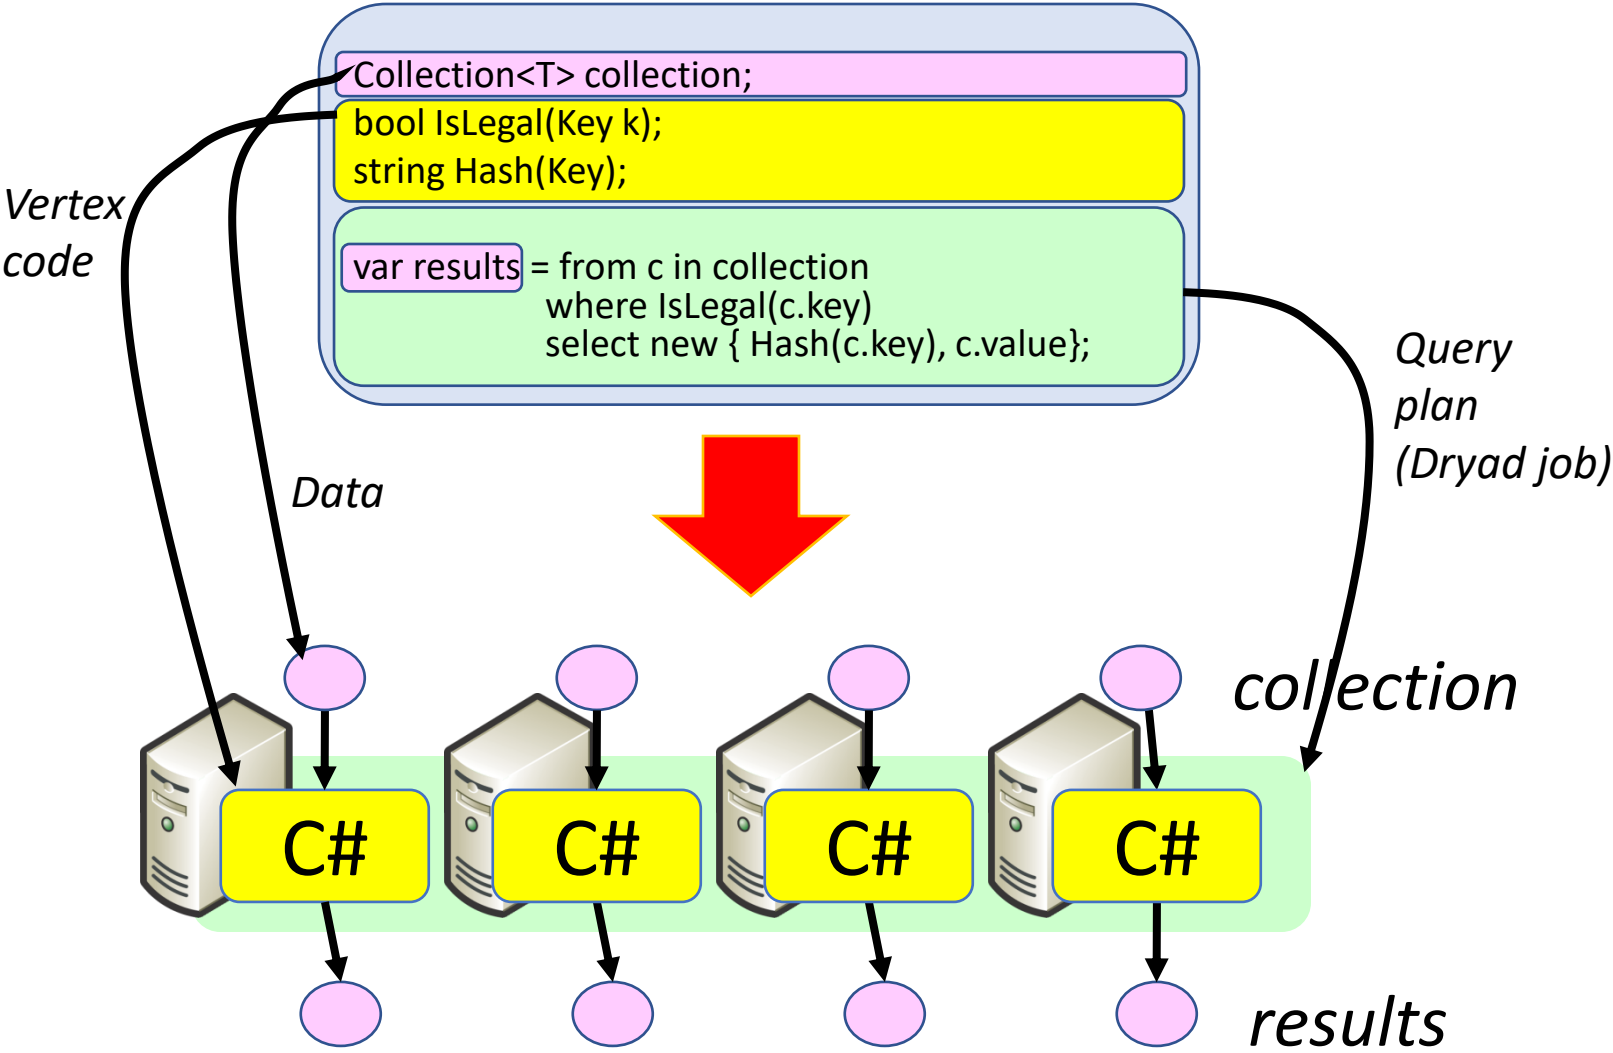 Collection<T> collection;
bool IsLegal(Key k);
string Hash(Key);
Vertex
code
var results = from c in collection
where IsLegal(c.key)
select new { Hash(c.key), c.value};
Query
plan
(Dryad job)
Data
collection
C# C# C# C#
results